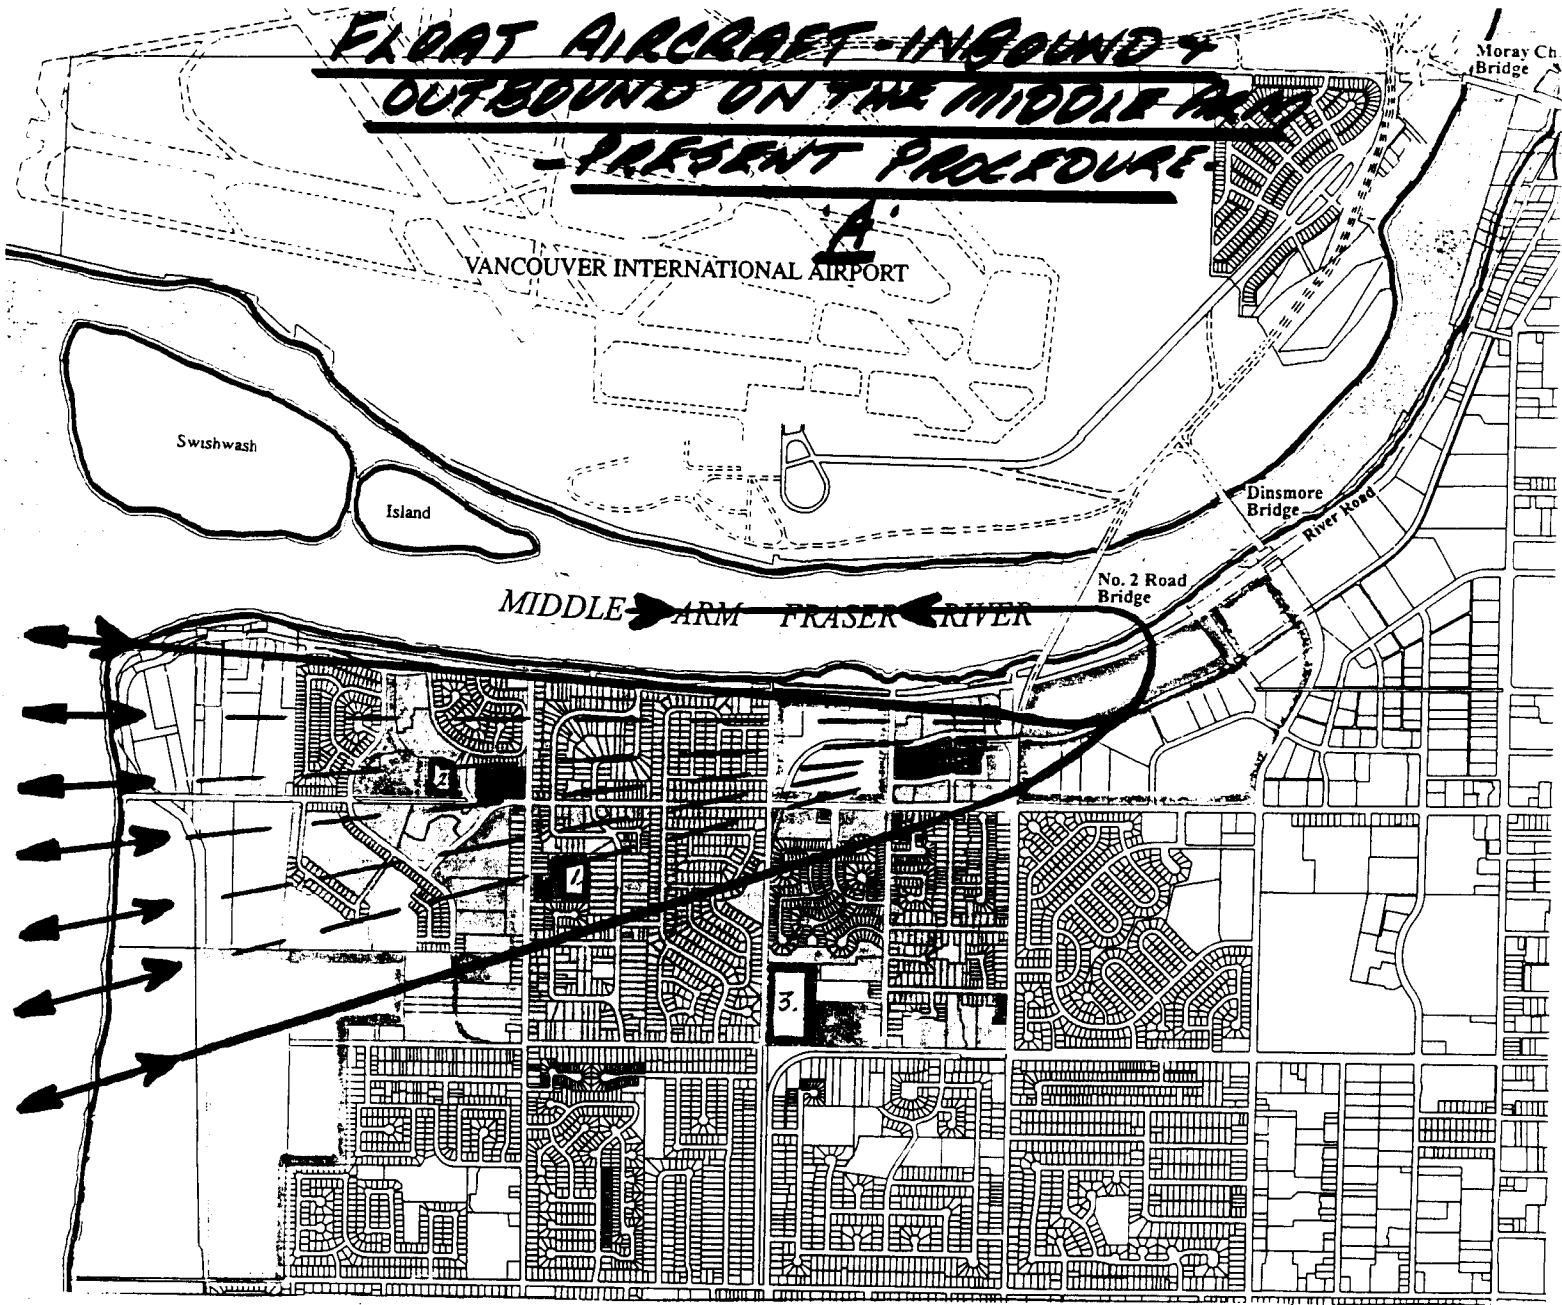 FLOAT AIRCRAFT - INBOUND &
OUTBOUND ON THE MIDDLE ARM
- PRESENT PROCEDURE -
'A'
Moray Ch
Bridge
VANCOUVER INTERNATIONAL AIRPORT
Swishwash
Island
Dinsmore
Bridge
River Road
No. 2 Road
Bridge
MIDDLE ARM FRASER RIVER
2
1.
3.